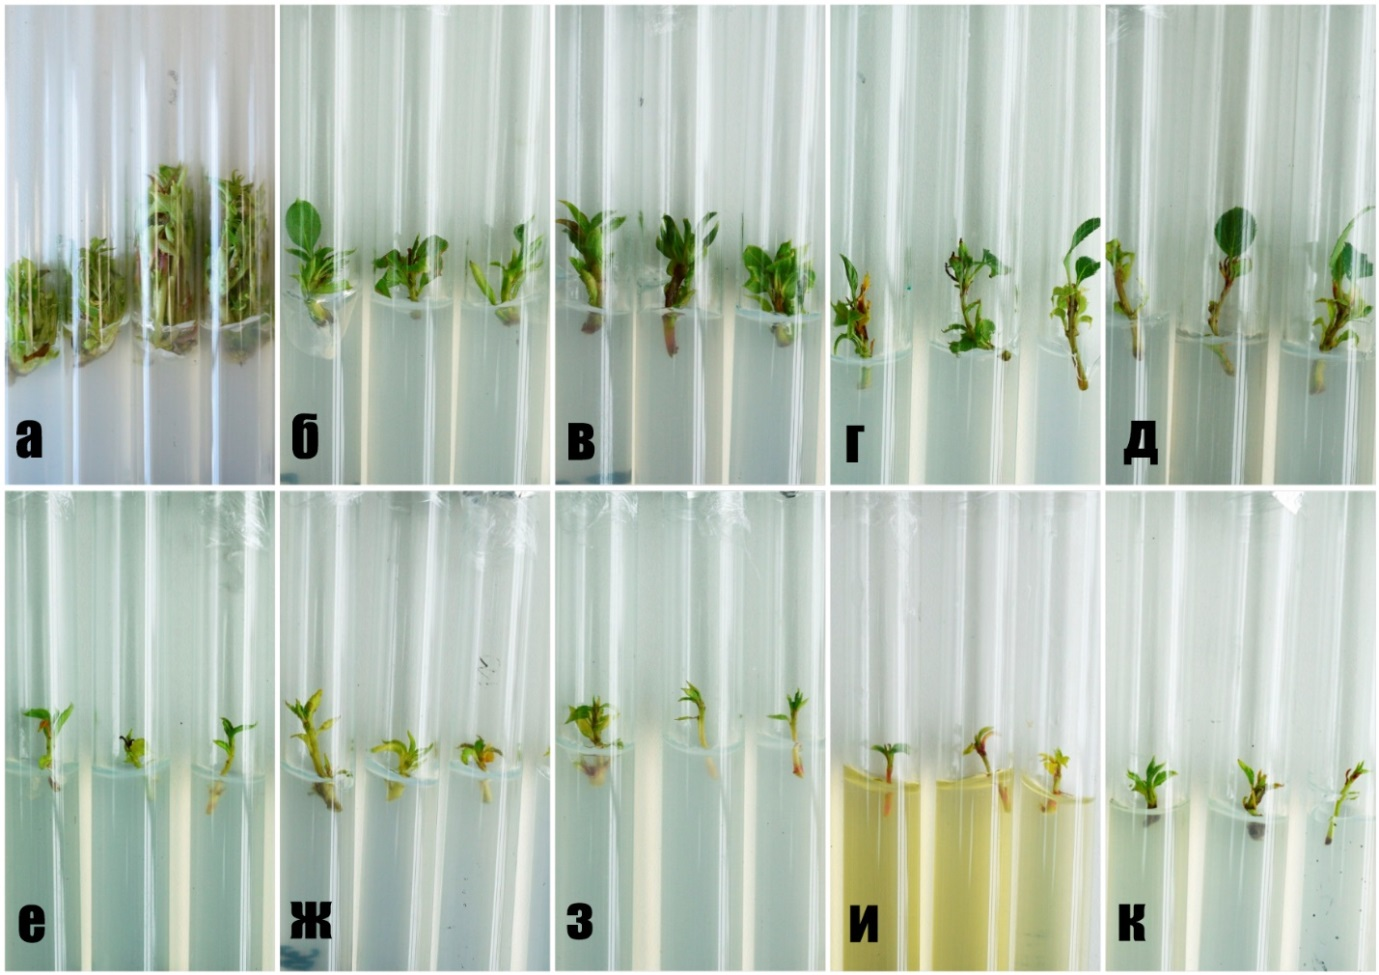 а б в г д
е ж з и к